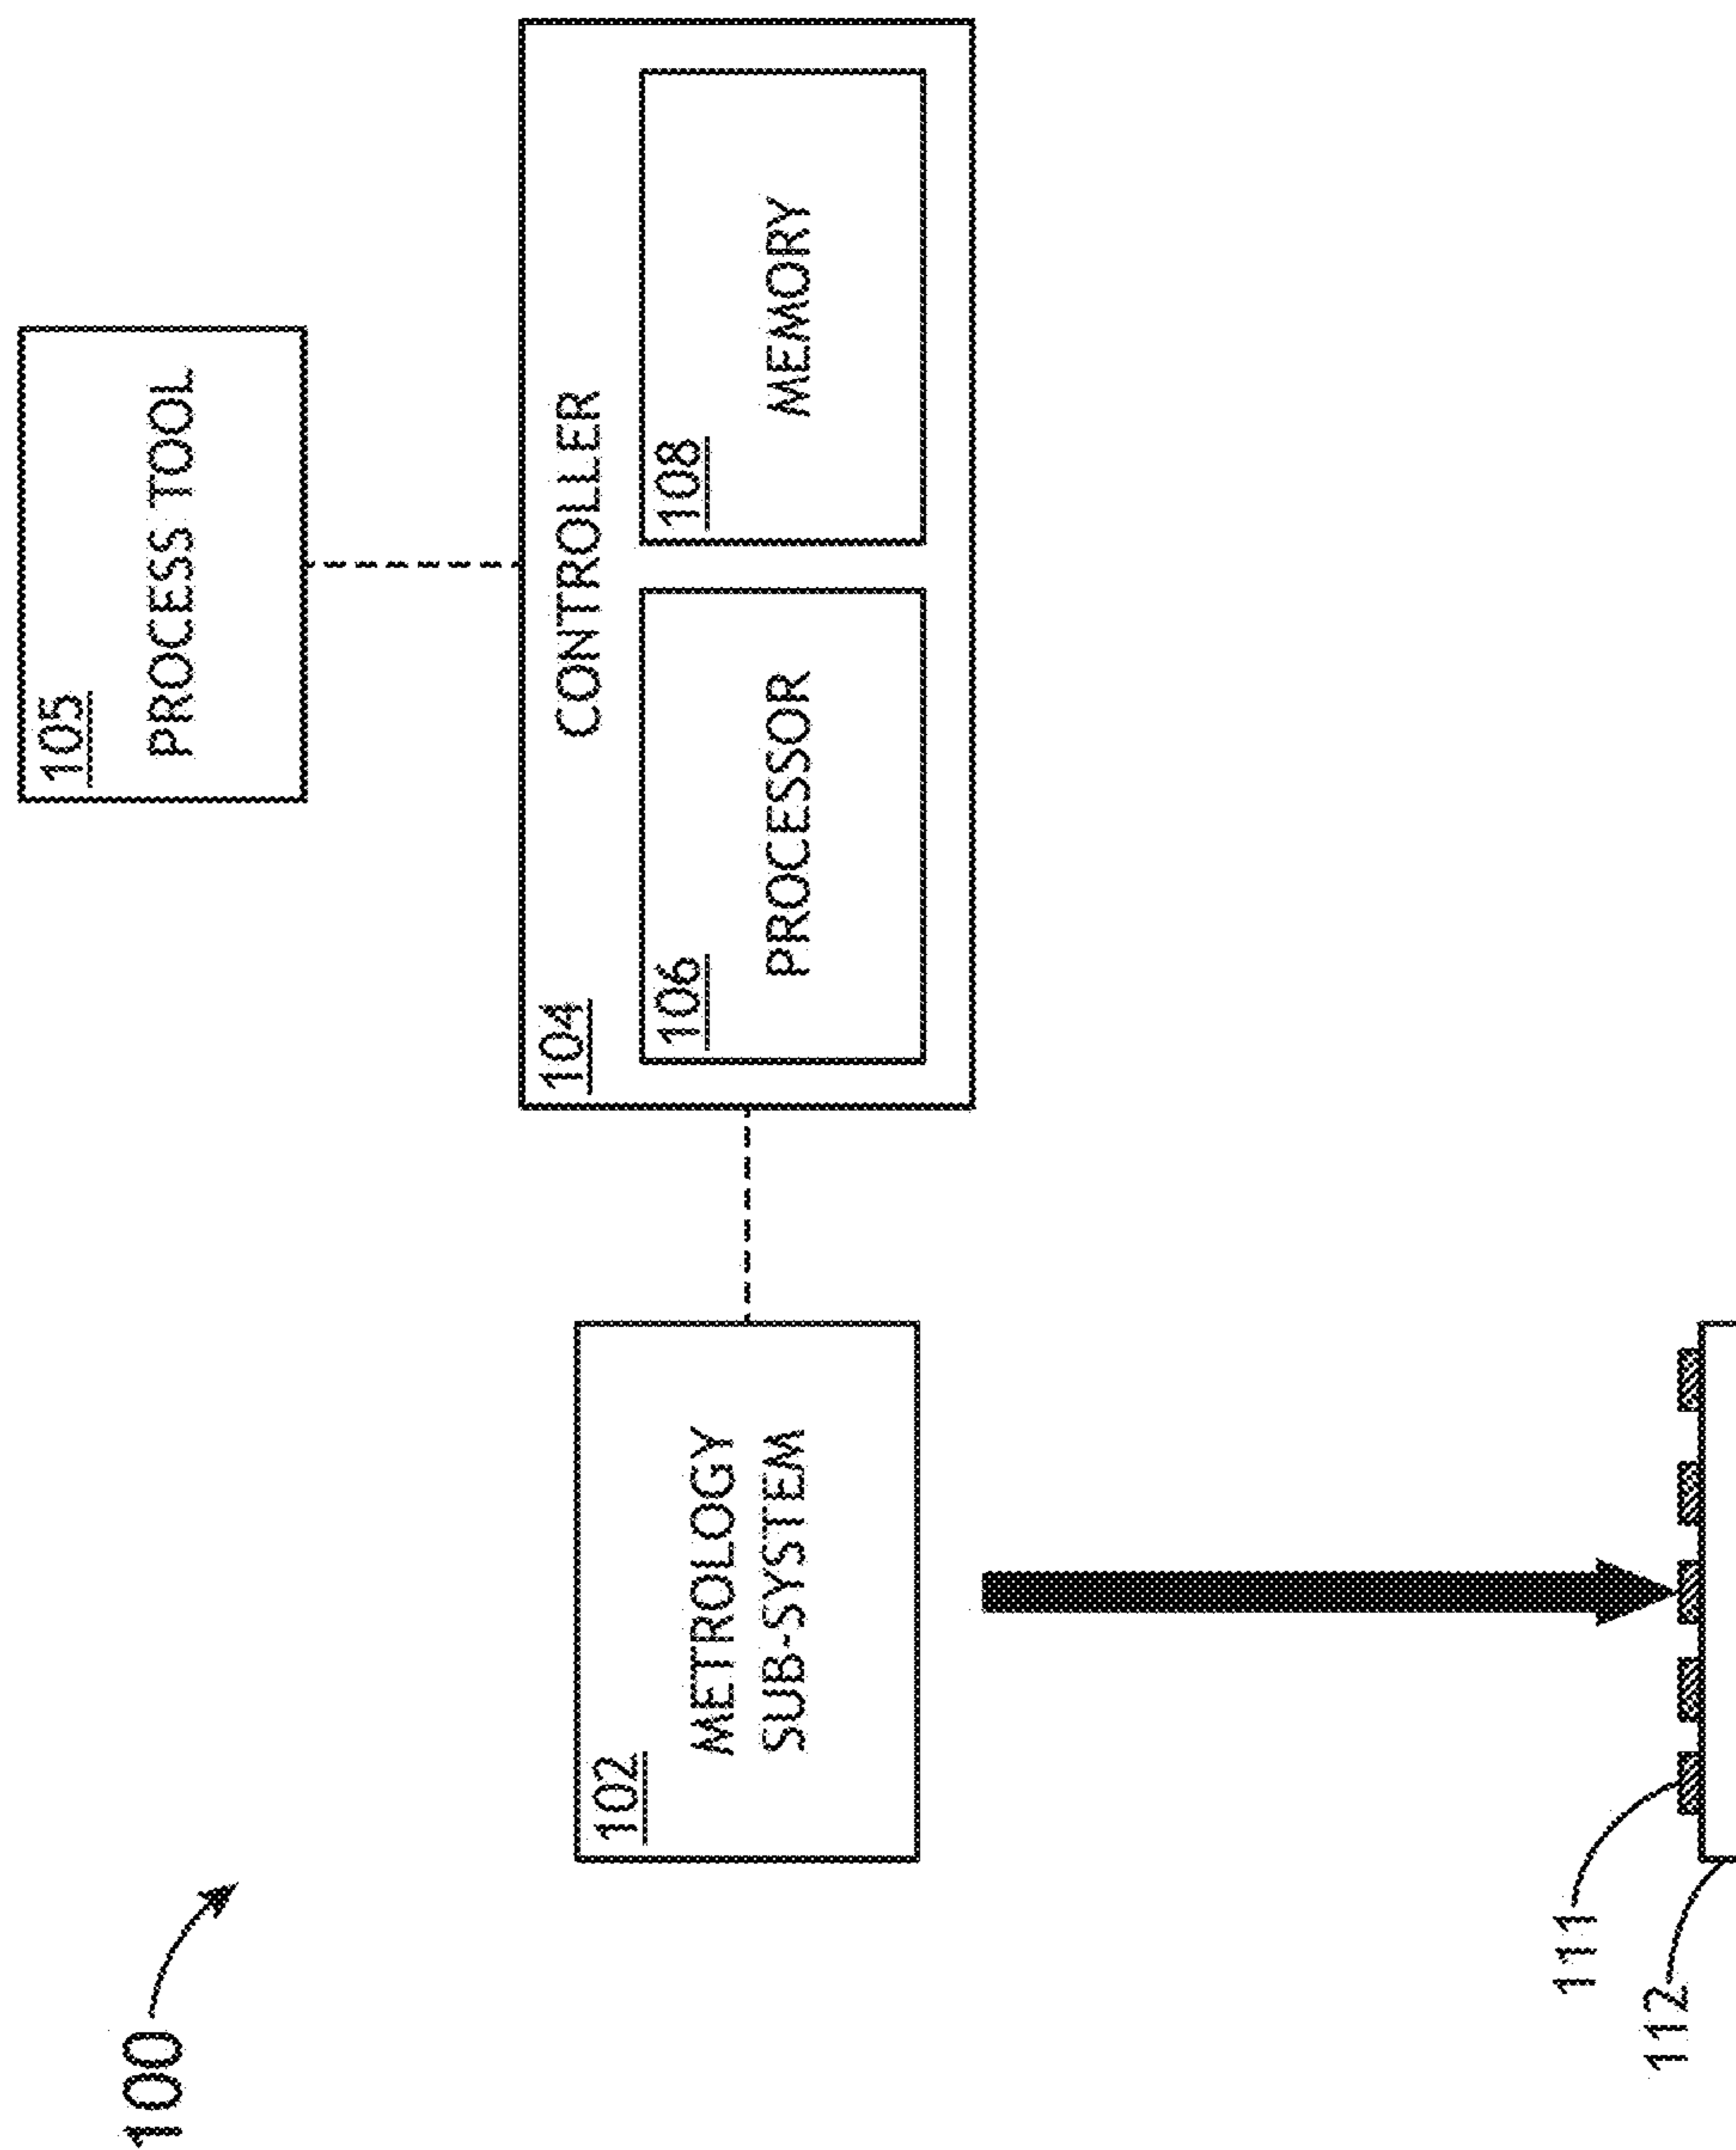 100
105
PROCESS TOOL
104
CONTROLLER
102
METROLOGY
SUB-SYSTEM
106
PROCESSOR
108
MEMORY
111
112